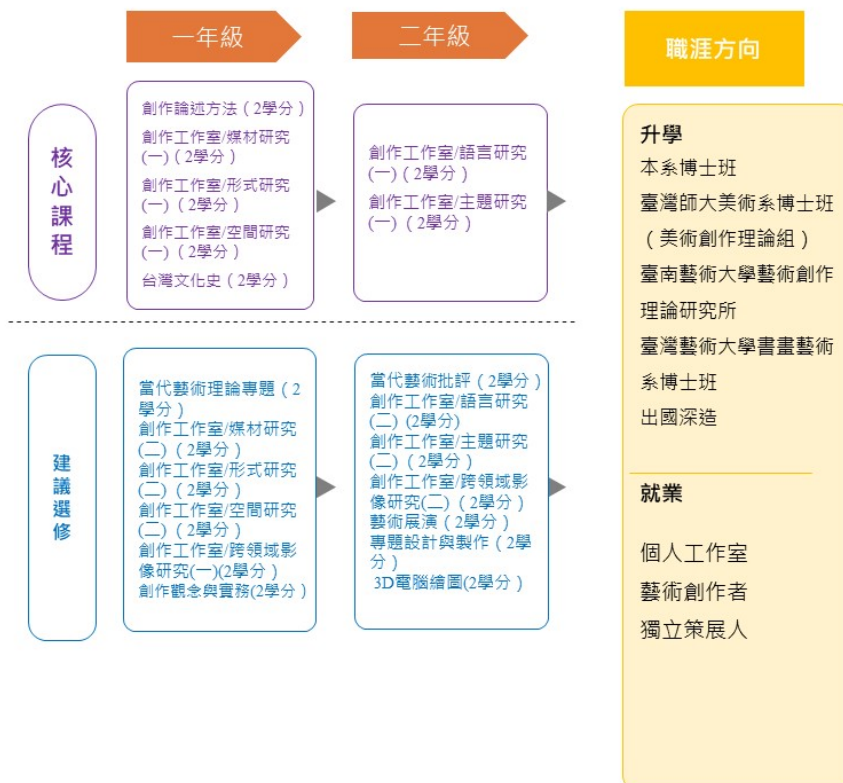 一年級
二年級
職涯方向
核心課程
創作論述方法（2學分）
創作工作室/媒材研究
(一)（2學分）
創作工作室/形式研究
(一)（2學分）
創作工作室/空間研究
(一)（2學分）
台灣文化史（2學分）
創作工作室/語言研究
(一)（2學分）
創作工作室/主題研究
(一)（2學分）
建議選修
當代藝術理論專題（2
學分）
創作工作室/媒材研究
(二)（2學分）
創作工作室/形式研究
(二)（2學分）
創作工作室/空間研究
(二)（2學分）
創作工作室/跨領域影
像研究(一)(2學分）
創作觀念與實務(2學分）
當代藝術批評（2學分）
創作工作室/語言研究
(二) (2學分)
創作工作室/主題研究
(二)（2學分）
創作工作室/跨領域影
像研究(二)（2學分）
藝術展演（2學分）
專題設計與製作（2學
分）
3D電腦繪圖(2學分）
升學
本系博士班
臺灣師大美術系博士班
（美術創作理論組）
臺南藝術大學藝術創作
理論研究所
臺灣藝術大學書畫藝術
系博士班
出國深造
就業
個人工作室
藝術創作者
獨立策展人